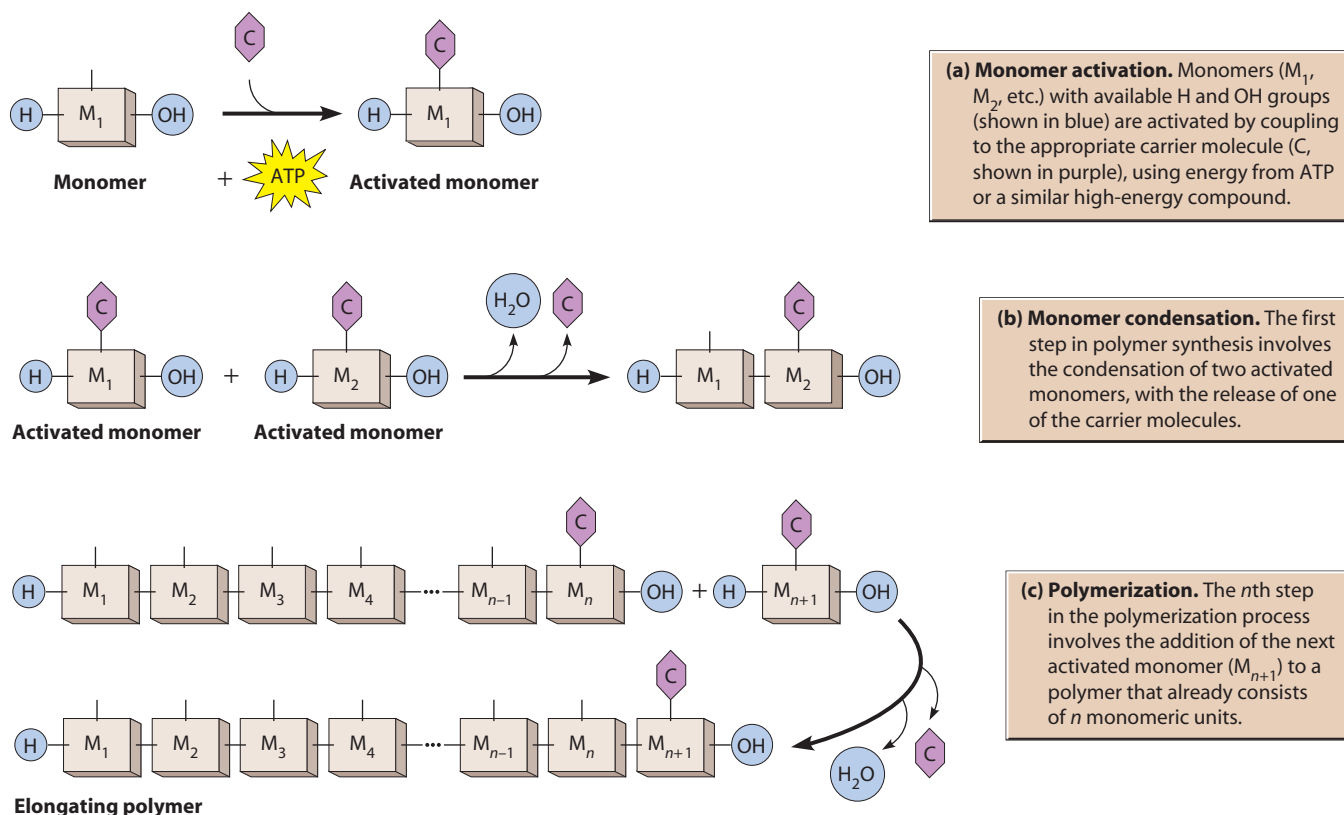 C
C
H
M₁
OH
H
M₁
OH
Monomer
+
ATP
Activated monomer
(a) Monomer activation. Monomers (M₁,
M₂, etc.) with available H and OH groups
(shown in blue) are activated by coupling
to the appropriate carrier molecule (C,
shown in purple), using energy from ATP
or a similar high-energy compound.
C
C
H₂O
C
C
H
M₁
OH
+
H
M₂
OH
H
M₁
M₂
OH
Activated monomer
Activated monomer
(b) Monomer condensation. The first
step in polymer synthesis involves
the condensation of two activated
monomers, with the release of one
of the carrier molecules.
C
C
H
M₁
M₂
M₃
M₄
...
Mₙ₋₁
Mₙ
OH
+
H
Mₙ₊₁
OH
C
H
M₁
M₂
M₃
M₄
...
Mₙ₋₁
Mₙ
Mₙ₊₁
OH
H₂O
C
Elongating polymer
(c) Polymerization. The nth step
in the polymerization process
involves the addition of the next
activated monomer (Mₙ₊₁) to a
polymer that already consists
of n monomeric units.